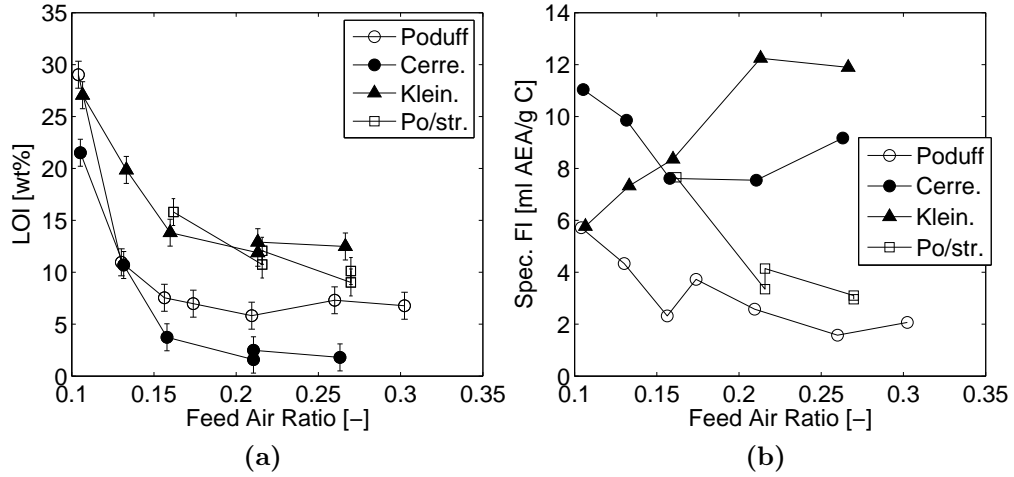 35
30
25
20
15
10
5
0
LOI [wt%]
0.1
0.15
0.2
0.25
0.3
0.35
Feed Air Ratio [−]
Poduff
Cerre.
Klein.
Po/str.
(a)
14
12
10
8
6
4
2
0
Spec. FI [ml AEA/g C]
0.1
0.15
0.2
0.25
0.3
0.35
Feed Air Ratio [−]
Poduff
Cerre.
Klein.
Po/str.
(b)